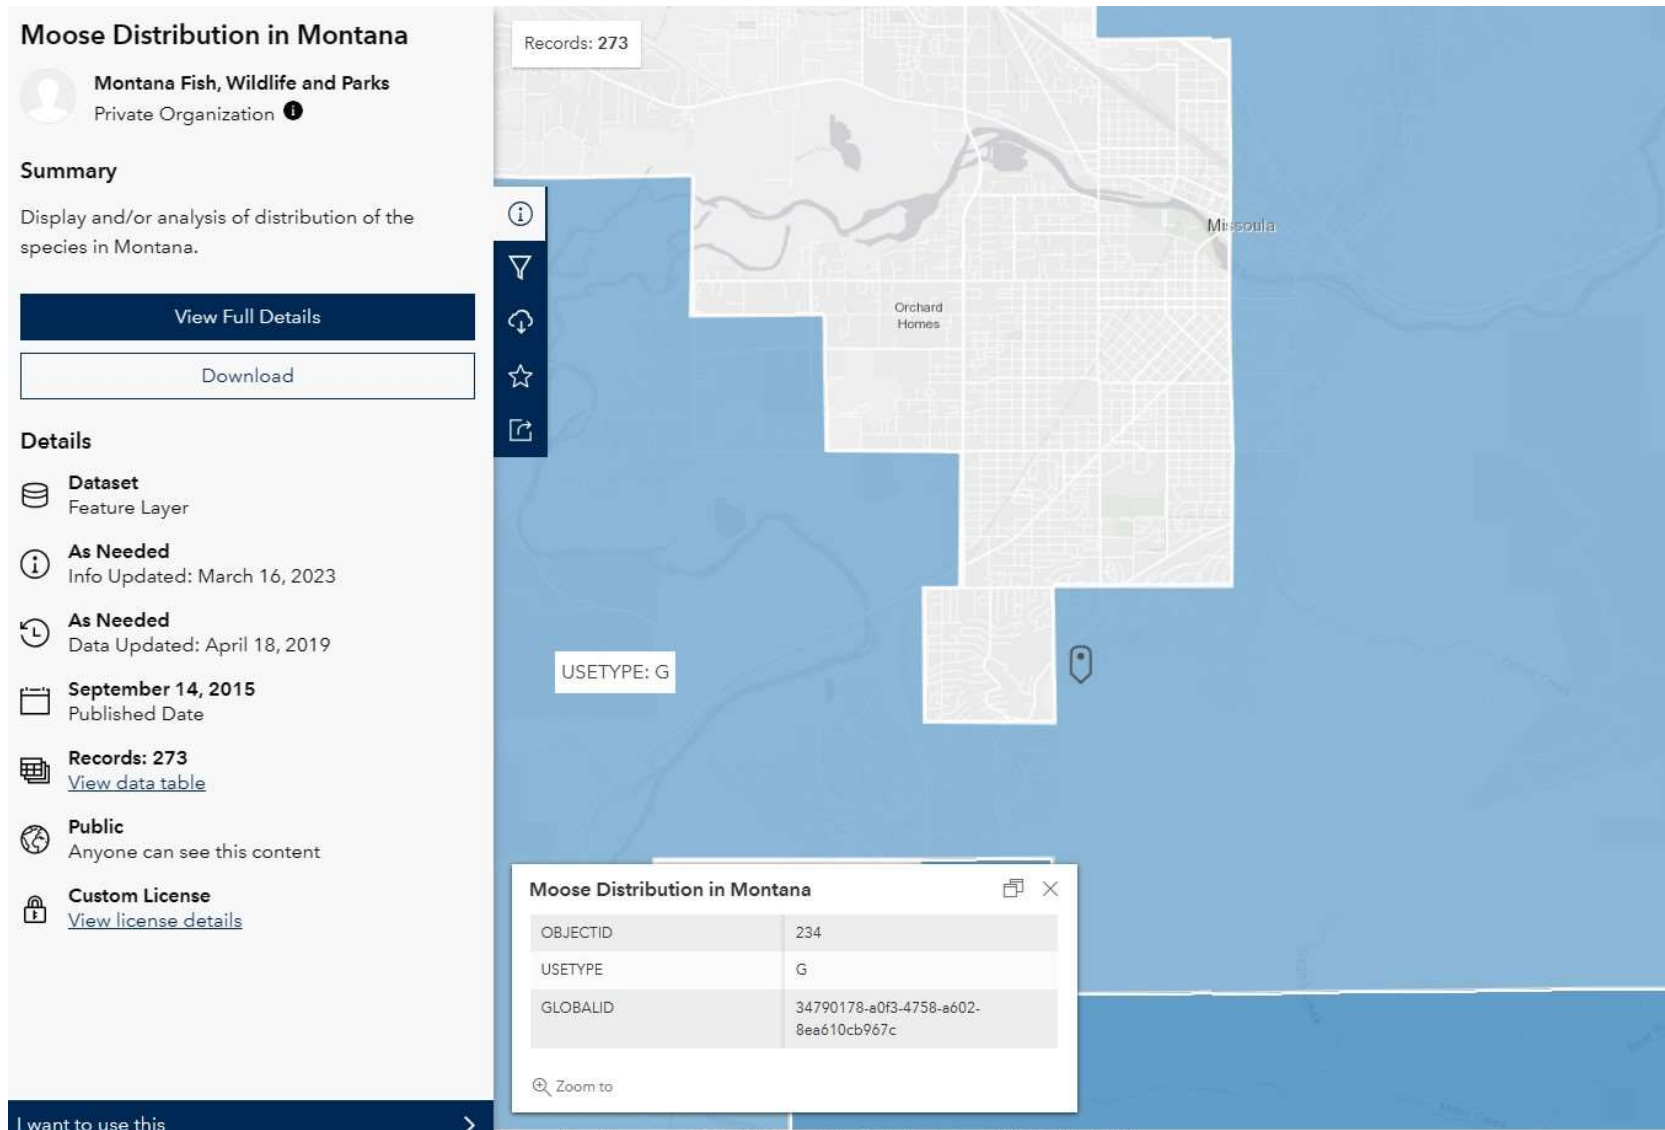 Moose Distribution in Montana
Montana Fish, Wildlife and Parks
Private Organization
Summary
Display and/or analysis of distribution of the
species in Montana.
View Full Details
Download
Details
Dataset
Feature Layer
As Needed
Info Updated: March 16, 2023
As Needed
Data Updated: April 18, 2019
September 14, 2015
Published Date
Records: 273
View data table
Public
Anyone can see this content
Custom License
View license details
I want to use this
Records: 273
Missoula
Orchard
Homes
USETYPE: G
Moose Distribution in Montana
OBJECTID 234
USETYPE G
GLOBALID 34790178-a0f3-4758-a602-
8ea610cb967c
Zoom to